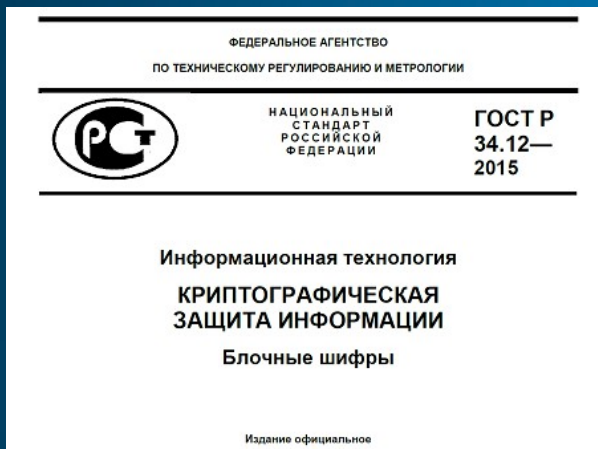 ФЕДЕРАЛЬНОЕ АГЕНТСТВО
ПО ТЕХНИЧЕСКОМУ РЕГУЛИРОВАНИЮ И МЕТРОЛОГИИ
РСТ
НАЦИОНАЛЬНЫЙ
СТАНДАРТ
РОССИЙСКОЙ
ФЕДЕРАЦИИ
ГОСТ Р
34.12—
2015
Информационная технология
КРИПТОГРАФИЧЕСКАЯ
ЗАЩИТА ИНФОРМАЦИИ
Блочные шифры
Издание официальное